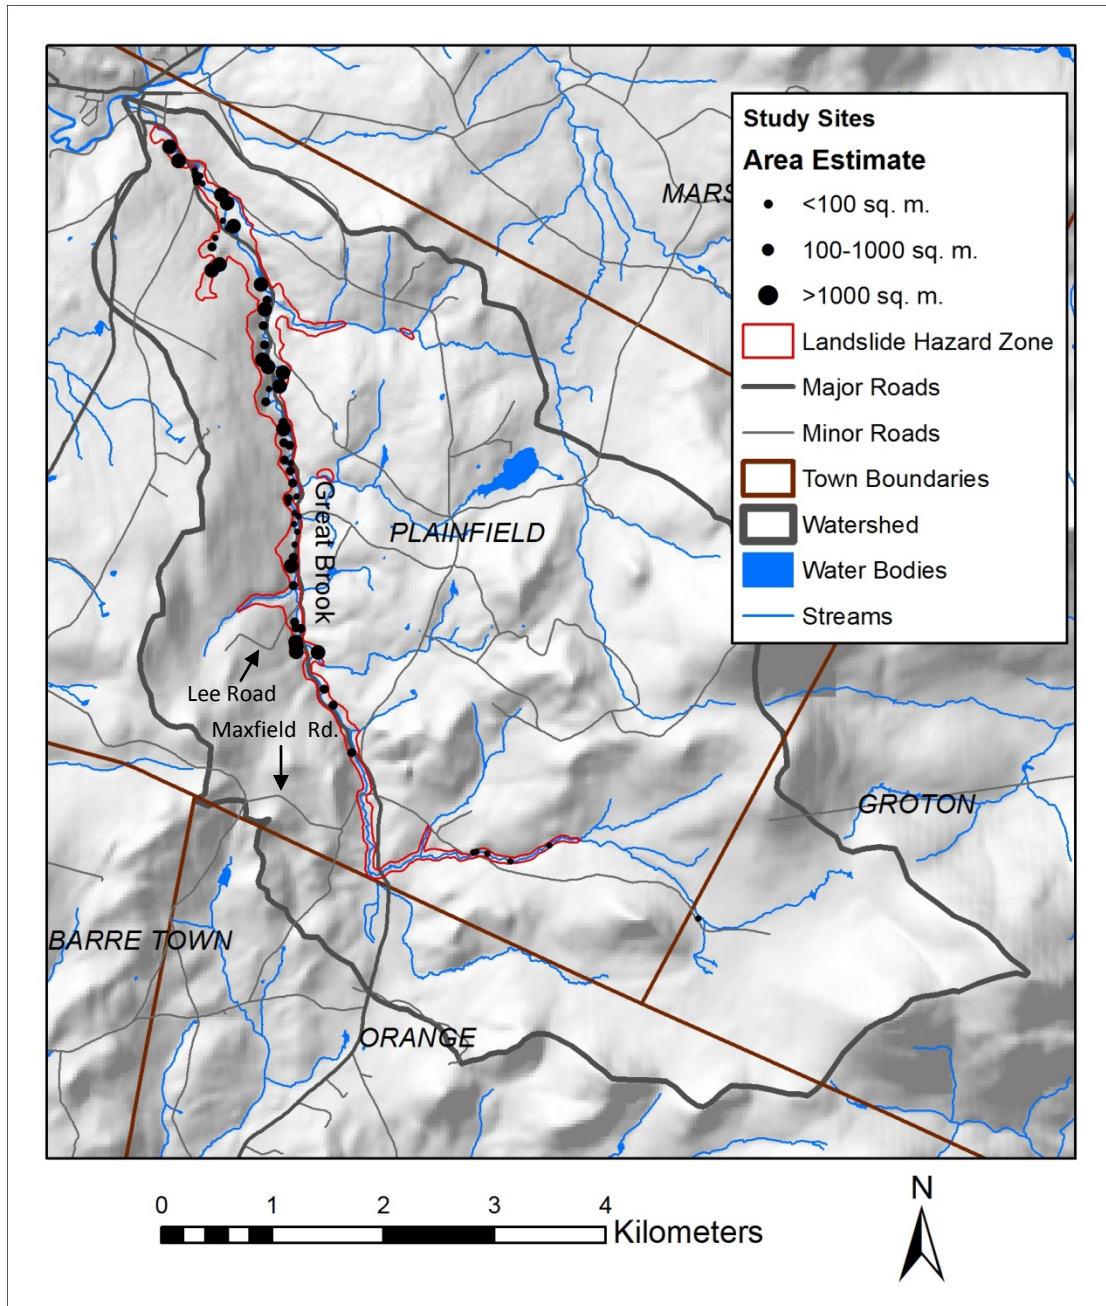 Study Sites
Area Estimate
<100 sq. m.
100-1000 sq. m.
>1000 sq. m.
Landslide Hazard Zone
Major Roads
Minor Roads
Town Boundaries
Watershed
Water Bodies
Streams
MARS
PLAINFIELD
Great Brook
Lee Road
Maxfield Rd.
GROTON
BARRE TOWN
ORANGE
0 1 2 3 4
Kilometers
N